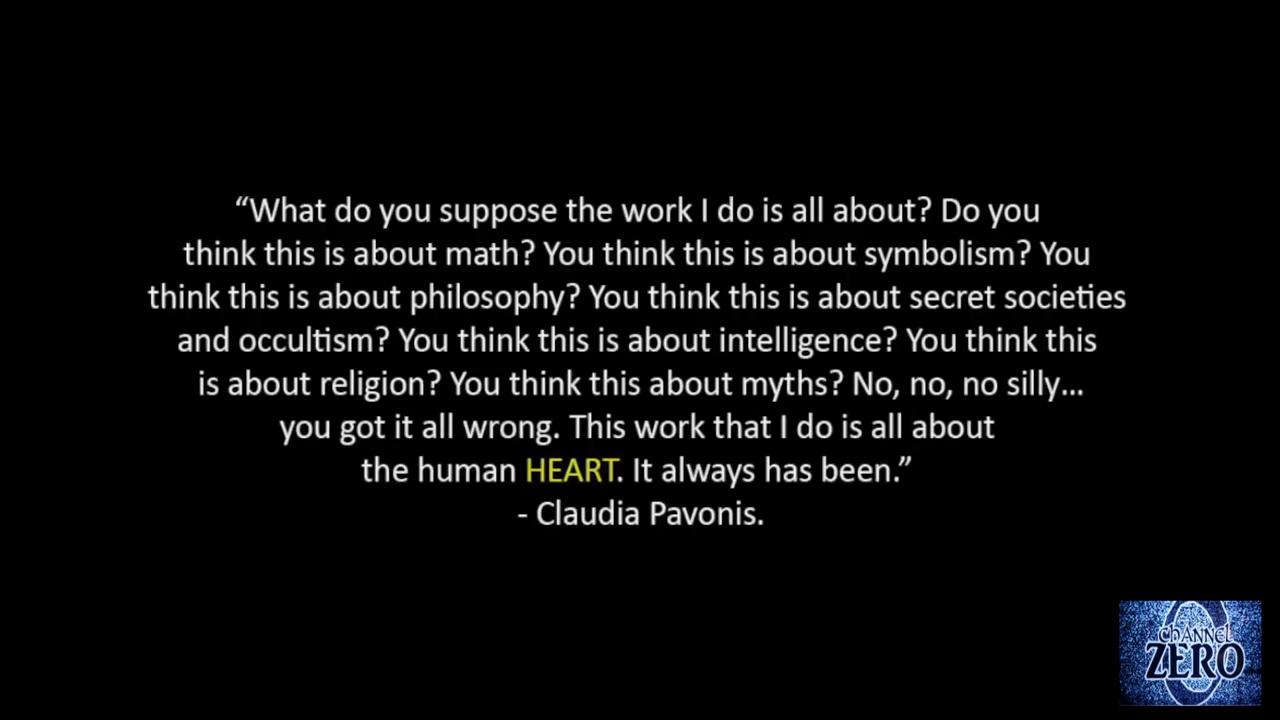 “What do you suppose the work I do is all about? Do you
think this is about math? You think this is about symbolism? You
think this is about philosophy? You think this is about secret societies
and occultism? You think this is about intelligence? You think this
is about religion? You think this about myths? No, no, no silly...
you got it all wrong. This work that I do is all about
the human HEART. It always has been.”
- Claudia Pavonis.
CHANNEL
ZERO